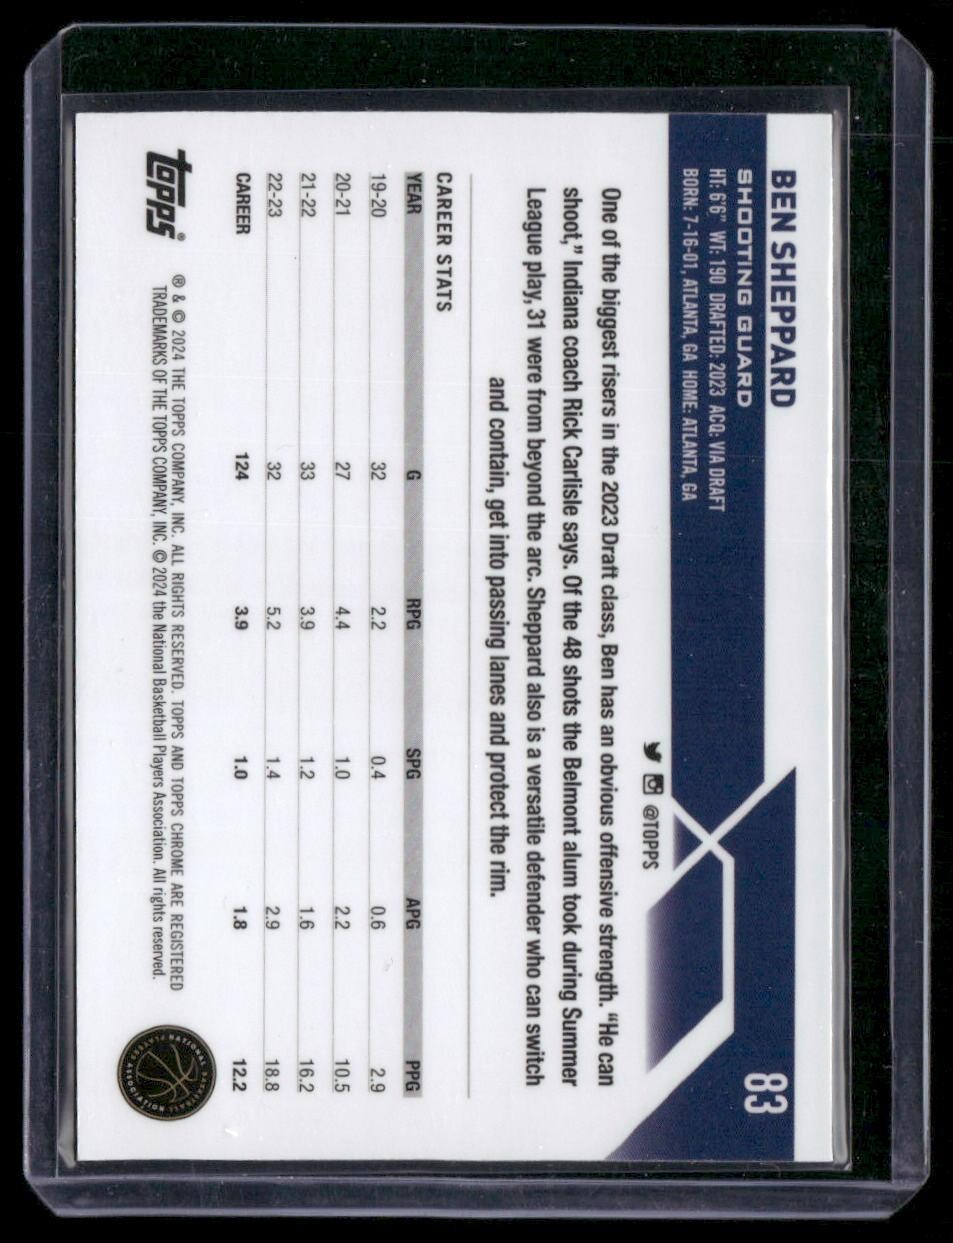 BEN SHEPPARD
SHOOTING GUARD
HT: 6'6" WT: 190 DRAFTED: 2023 ACQ: VIA DRAFT
BORN: 7-16-01, ATLANTA, GA HOME: ATLANTA, GA
83
@TOPPS
One of the biggest risers in the 2023 Draft class, Ben has an obvious offensive strength. “He can
shoot,” Indiana coach Rick Carlisle says. Of the 48 shots the Belmont alum took during Summer
League play, 31 were from beyond the arc. Sheppard also is a versatile defender who can switch
and contain, get into passing lanes and protect the rim.
CAREER STATS
YEAR G RPG SPG APG PPG
19-20 32 2.2 0.4 0.6 2.9
20-21 27 4.4 1.0 2.2 10.5
21-22 33 3.9 1.2 1.6 16.2
22-23 32 5.2 1.4 2.9 18.8
CAREER 124 3.9 1.0 1.8 12.2
topps®
® & © 2024 THE TOPPS COMPANY, INC. ALL RIGHTS RESERVED. TOPPS AND TOPPS CHROME ARE REGISTERED
TRADEMARKS OF THE TOPPS COMPANY, INC. © 2024 the National Basketball Players Association. All rights reserved.
NATIONAL BASKETBALL PLAYERS ASSOCIATION